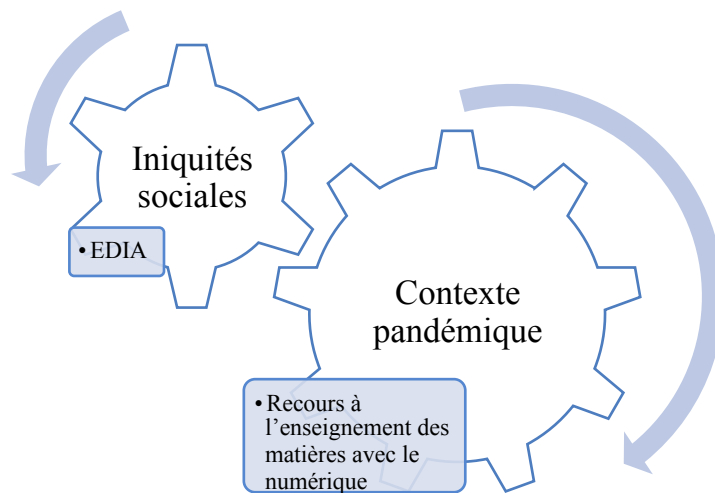 Iniquités
sociales
• EDIA
Contexte
pandémique
• Recours à
l’enseignement des
matières avec le
numérique